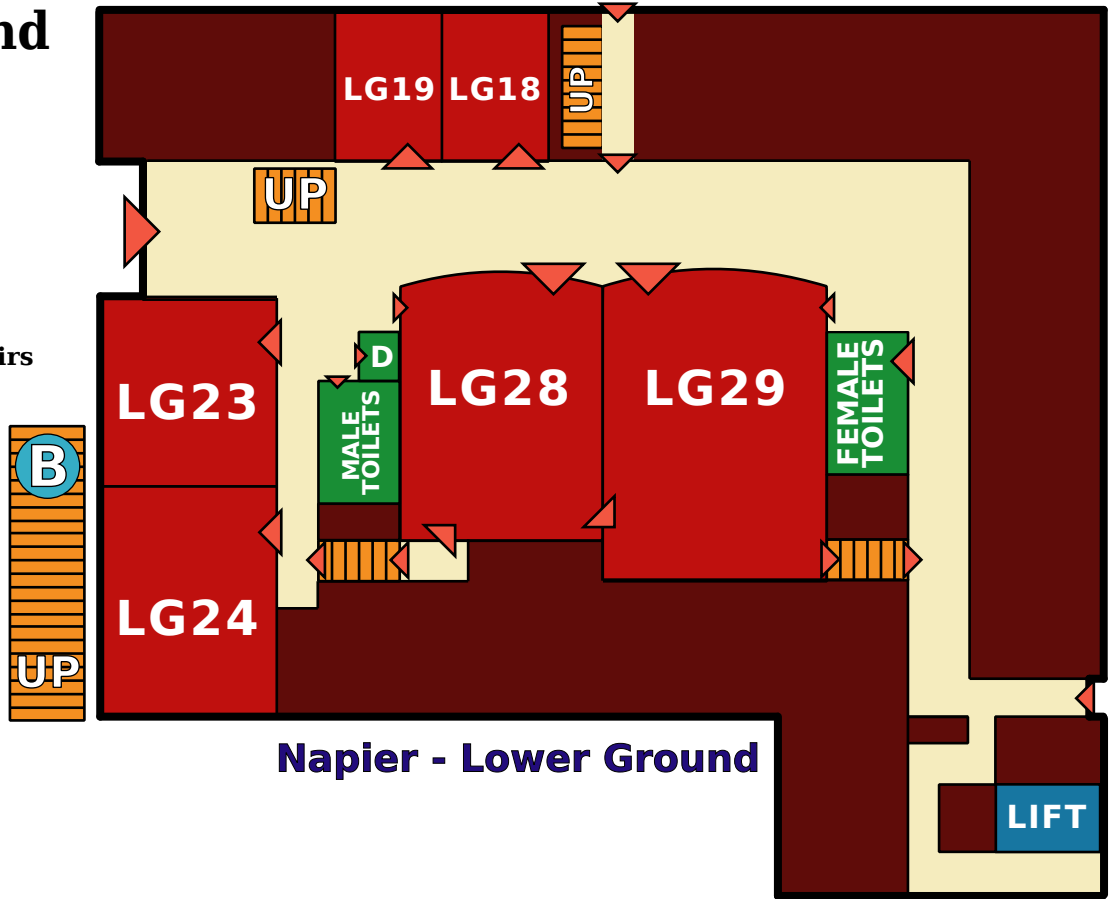 nd
LG19
LG18
UP
UP
irs
LG23
D
LG28
LG29
MALE
TOILETS
FEMALE
TOILETS
B
LG24
UP
Napier - Lower Ground
LIFT